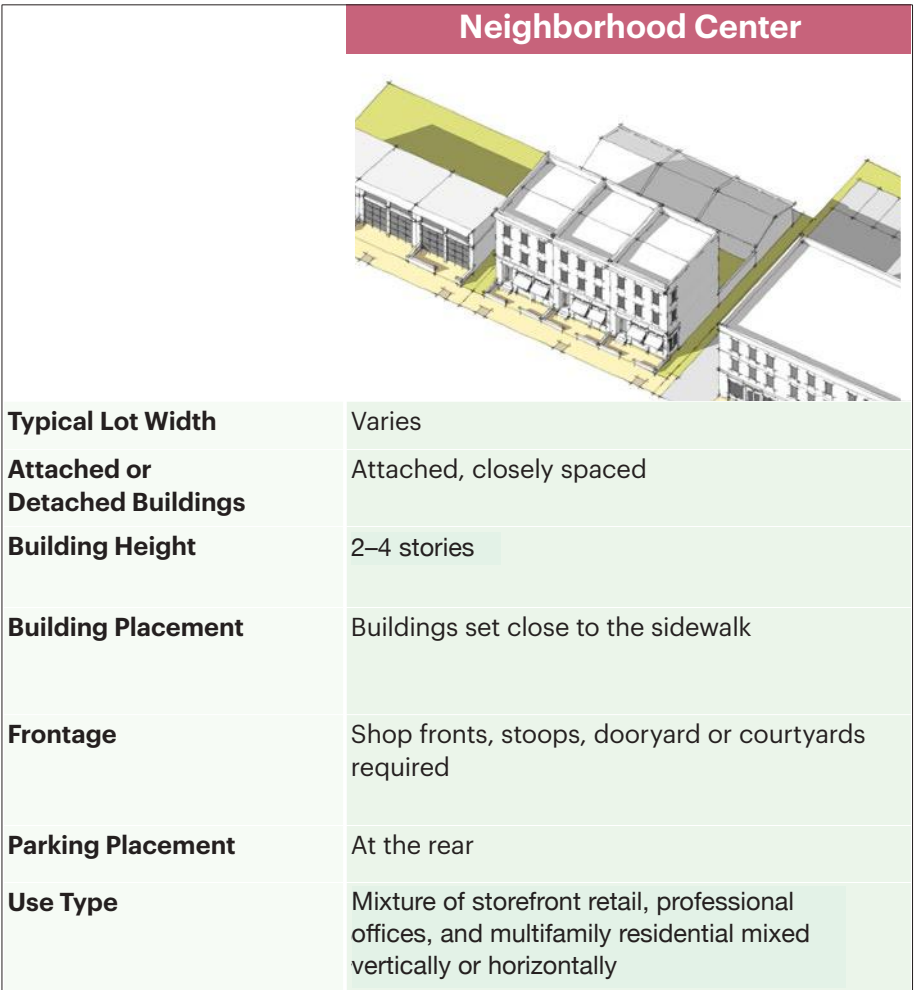 Neighborhood Center
Typical Lot Width
Varies
Attached or
Detached Buildings
Attached, closely spaced
Building Height
2–4 stories
Building Placement
Buildings set close to the sidewalk
Frontage
Shop fronts, stoops, dooryard or courtyards
required
Parking Placement
At the rear
Use Type
Mixture of storefront retail, professional
offices, and multifamily residential mixed
vertically or horizontally